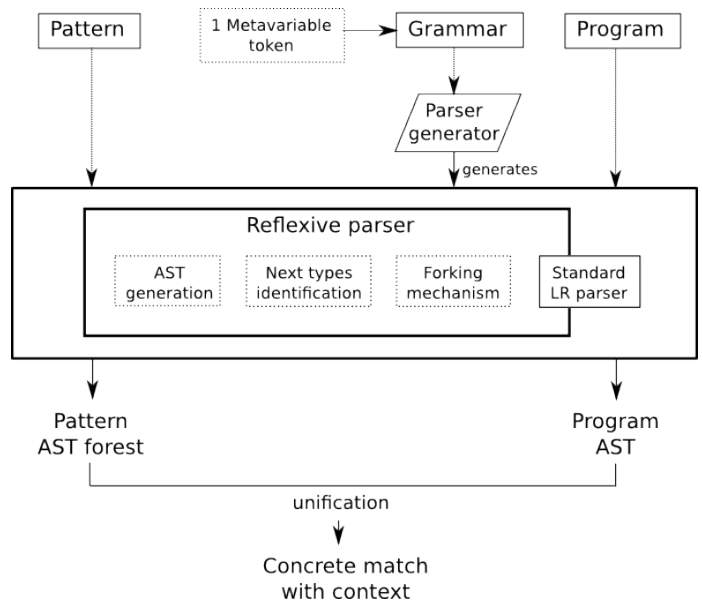 Pattern
1 Metavariable
token
Grammar
Program
Parser
generator
generates
Reflexive parser
AST
generation
Next types
identification
Forking
mechanism
Standard
LR parser
Pattern
AST forest
Program
AST
unification
Concrete match
with context